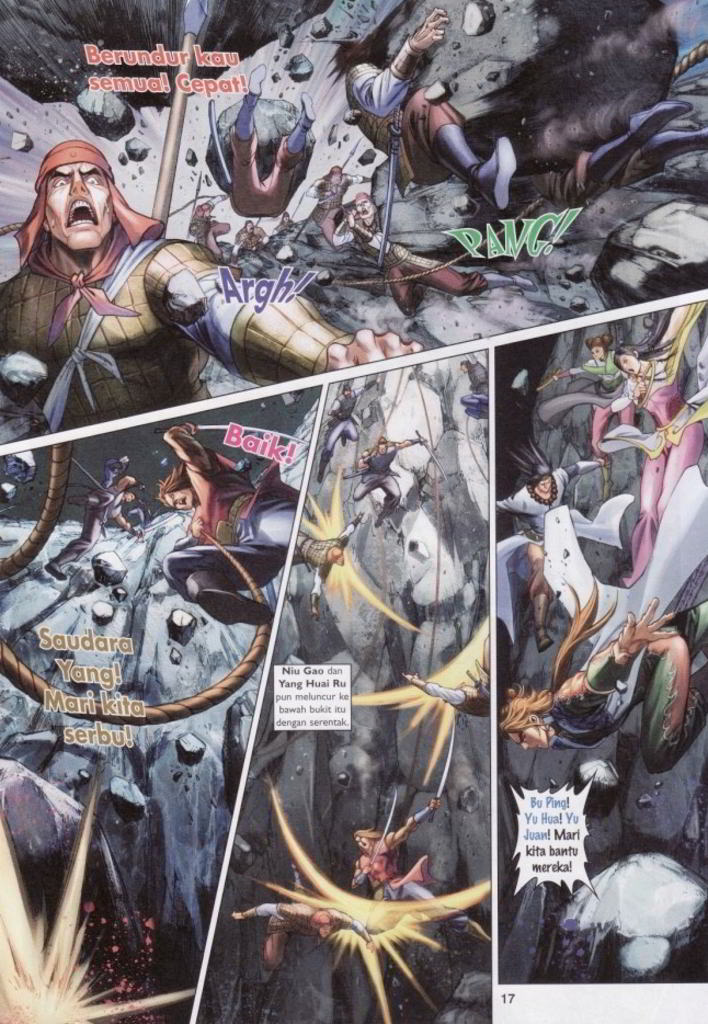 Berundur kau
semua! Cepat!
PANG!
Argh!
Baik!
Saudara
Yang!
Mari kita
serbu!
Niu Gao dan
Yang Huai Ru
pun meluncur ke
bawah bukit itu
dengan serentak.
Bu Ping!
Yu Hua! Yu
Juan! Mari
kita bantu
mereka!
17